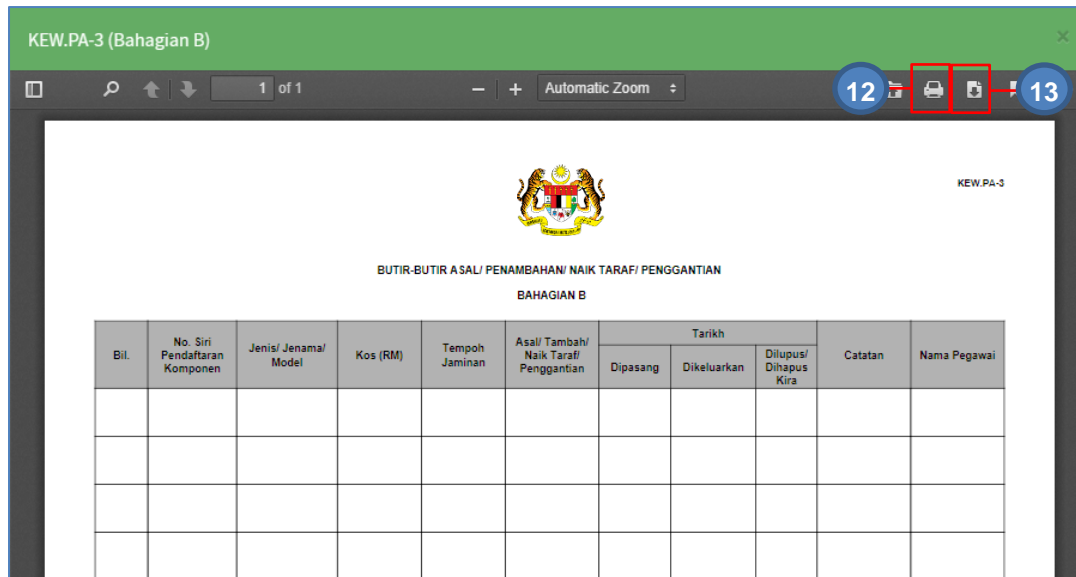 KEW.PA-3 (Bahagian B)
1 of 1
Automatic Zoom
12
13
KEW.PA-3
BUTIR-BUTIR ASAL/ PENAMBAHAN/ NAIK TARAF/ PENGGANTIAN
BAHAGIAN B
Bil.
No. Siri
Pendaftaran
Komponen
Jenis/ Jenama/
Model
Kos (RM)
Tempoh
Jaminan
Asal/ Tambah/
Naik Taraf/
Penggantian
Tarikh
Dipasang
Dikeluarkan
Dilupus/
Dihapus
Kira
Catatan
Nama Pegawai